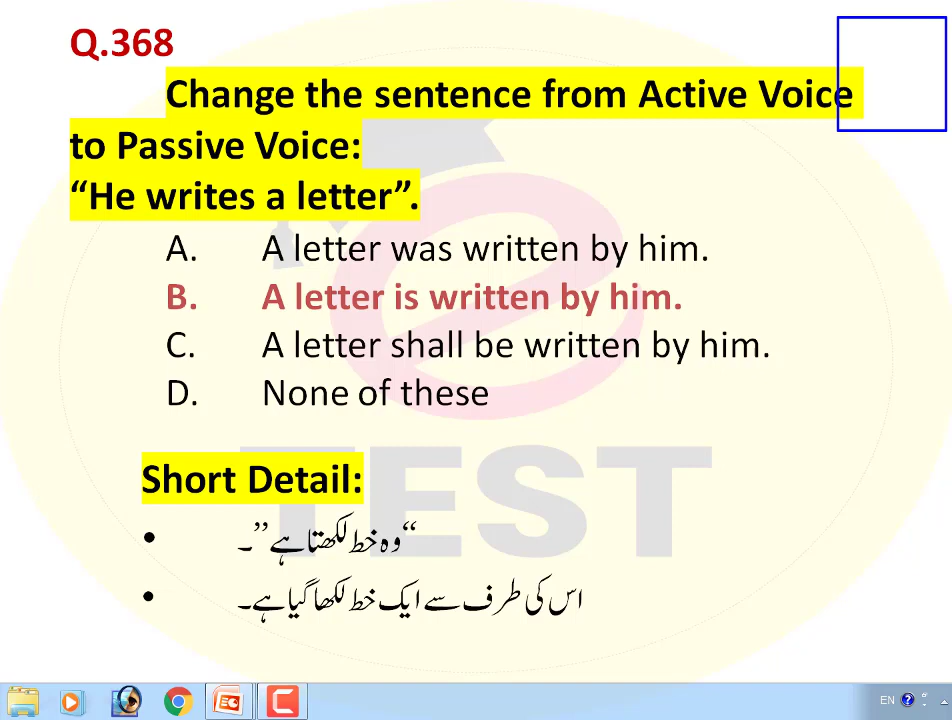 Q.368
Change the sentence from Active Voice
to Passive Voice:
“He writes a letter”.
A. A letter was written by him.
B. A letter is written by him.
C. A letter shall be written by him.
D. None of these
TEST
Short Detail:
• “وہ خط لکھتا ہے”۔
• اس کی طرف سے ایک خط لکھا گیا ہے۔
EN